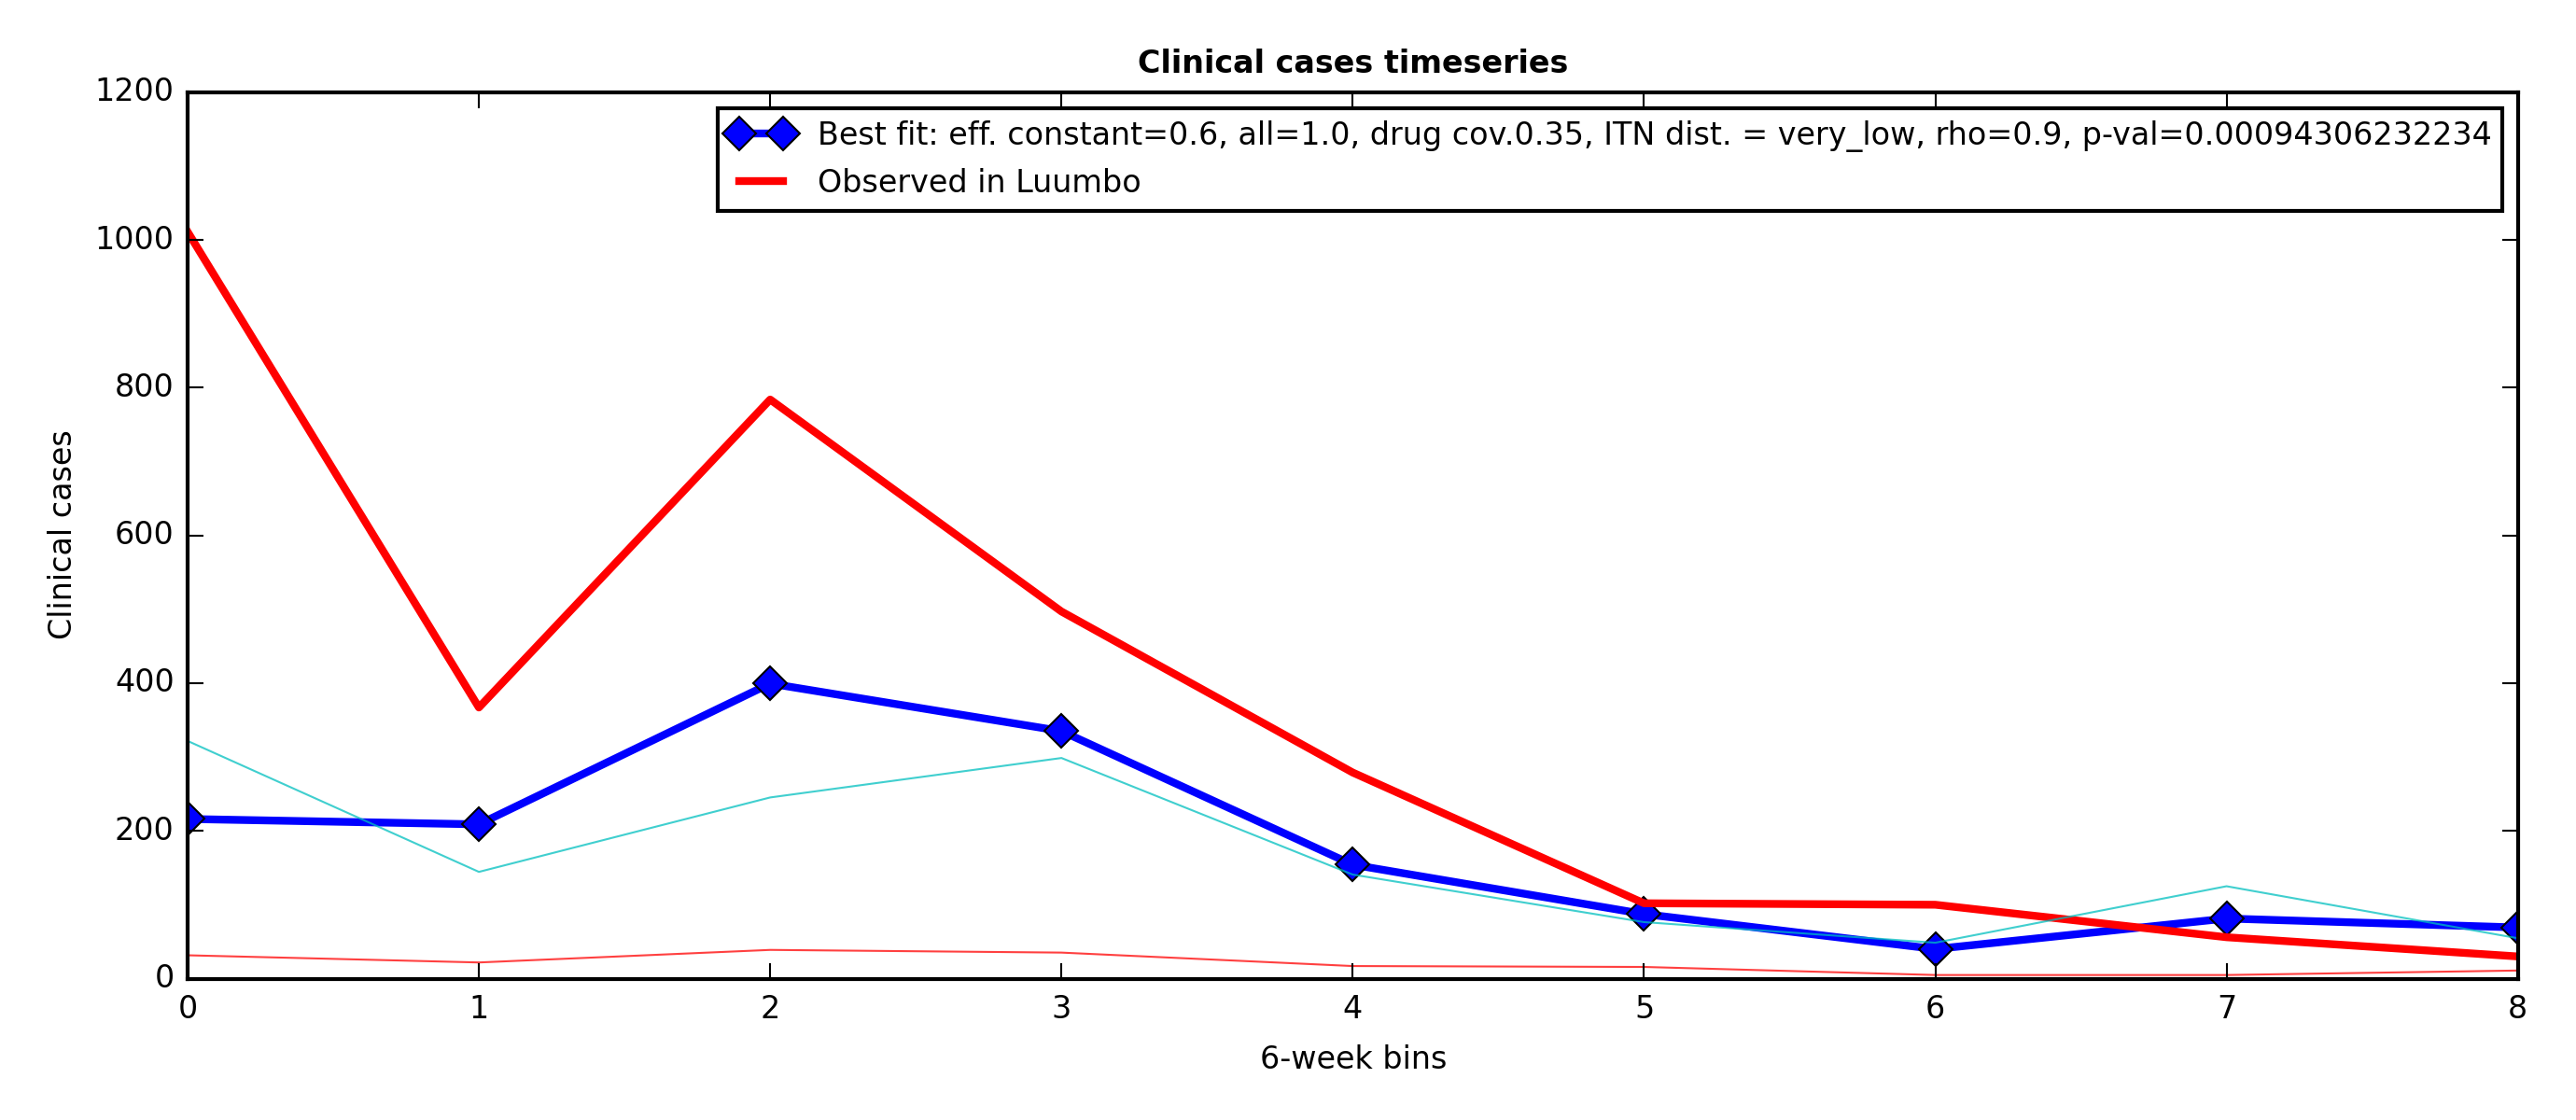 Clinical cases timeseries
Best fit: eff. constant=0.6, all=1.0, drug cov.0.35, ITN dist. = very_low, rho=0.9, p-val=0.00094306232234
Observed in Luumbo
1200
1000
800
600
400
200
0
Clinical cases
0 1 2 3 4 5 6 7 8
6-week bins